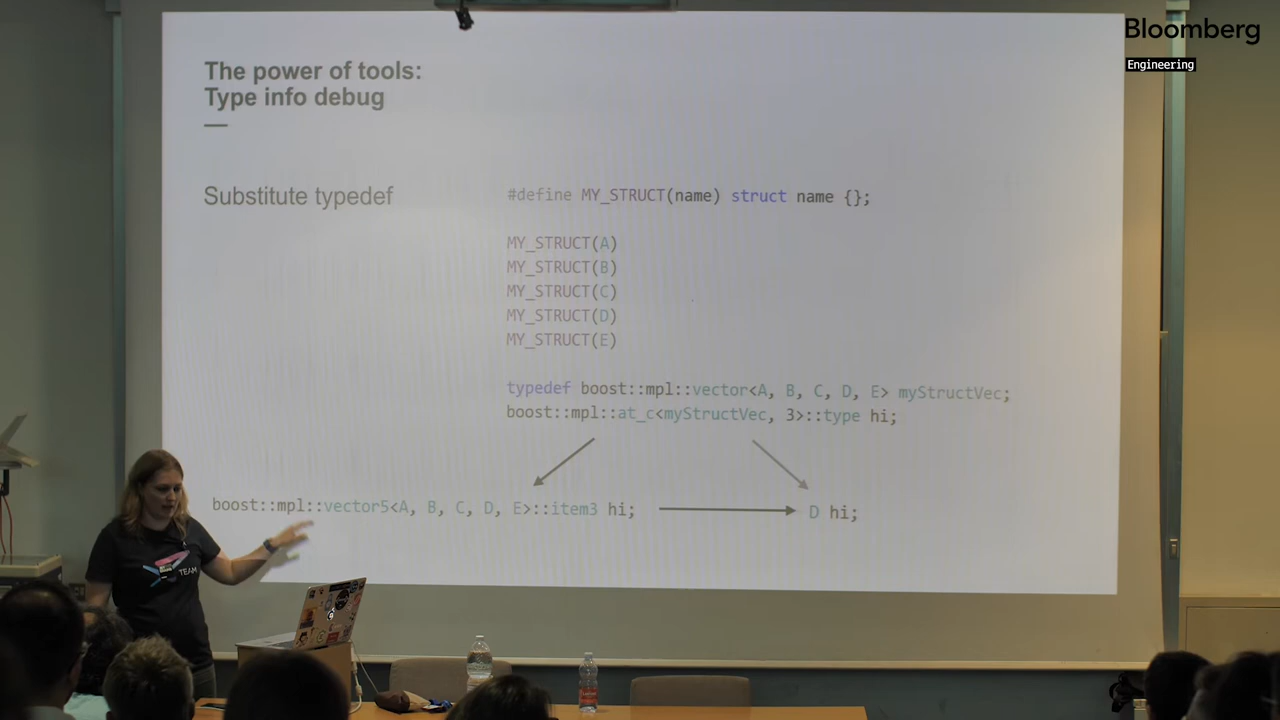 Bloomberg
Engineering
The power of tools:
Type info debug
Substitute typedef
#define MY_STRUCT(name) struct name {};
MY_STRUCT(A)
MY_STRUCT(B)
MY_STRUCT(C)
MY_STRUCT(D)
MY_STRUCT(E)
typedef boost::mpl::vector<A, B, C, D, E> myStructVec;
boost::mpl::at_c<myStructVec, 3>::type hi;
boost::mpl::vector5<A, B, C, D, E>::item3 hi;
D hi;
TEAM